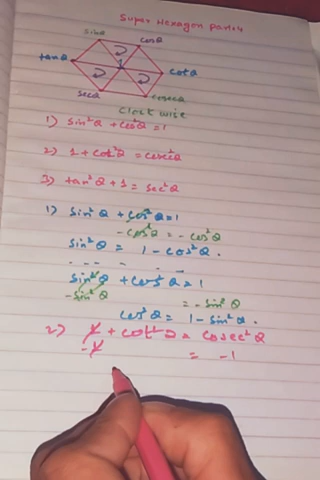 Super Hexagon part-4
sinθ cosθ
tanθ 1 cotθ
secθ cosecθ
clock wise
1) sin²θ + cos²θ = 1
2) 1 + cot²θ = cosec²θ
3) tan²θ + 1 = sec²θ
1) sin²θ + cos²θ = 1
- cos²θ = - cos²θ
sin²θ = 1 - cos²θ.
sin²θ + cos²θ = 1
- sin²θ = - sin²θ
cos²θ = 1 - sin²θ.
2) 1 + cot²θ = cosec²θ
-1 = -1